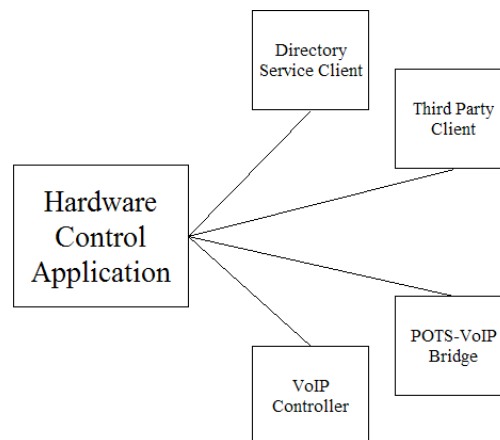 Directory
Service Client
Third Party
Client
Hardware
Control
Application
POTS-VoIP
Bridge
VoIP
Controller